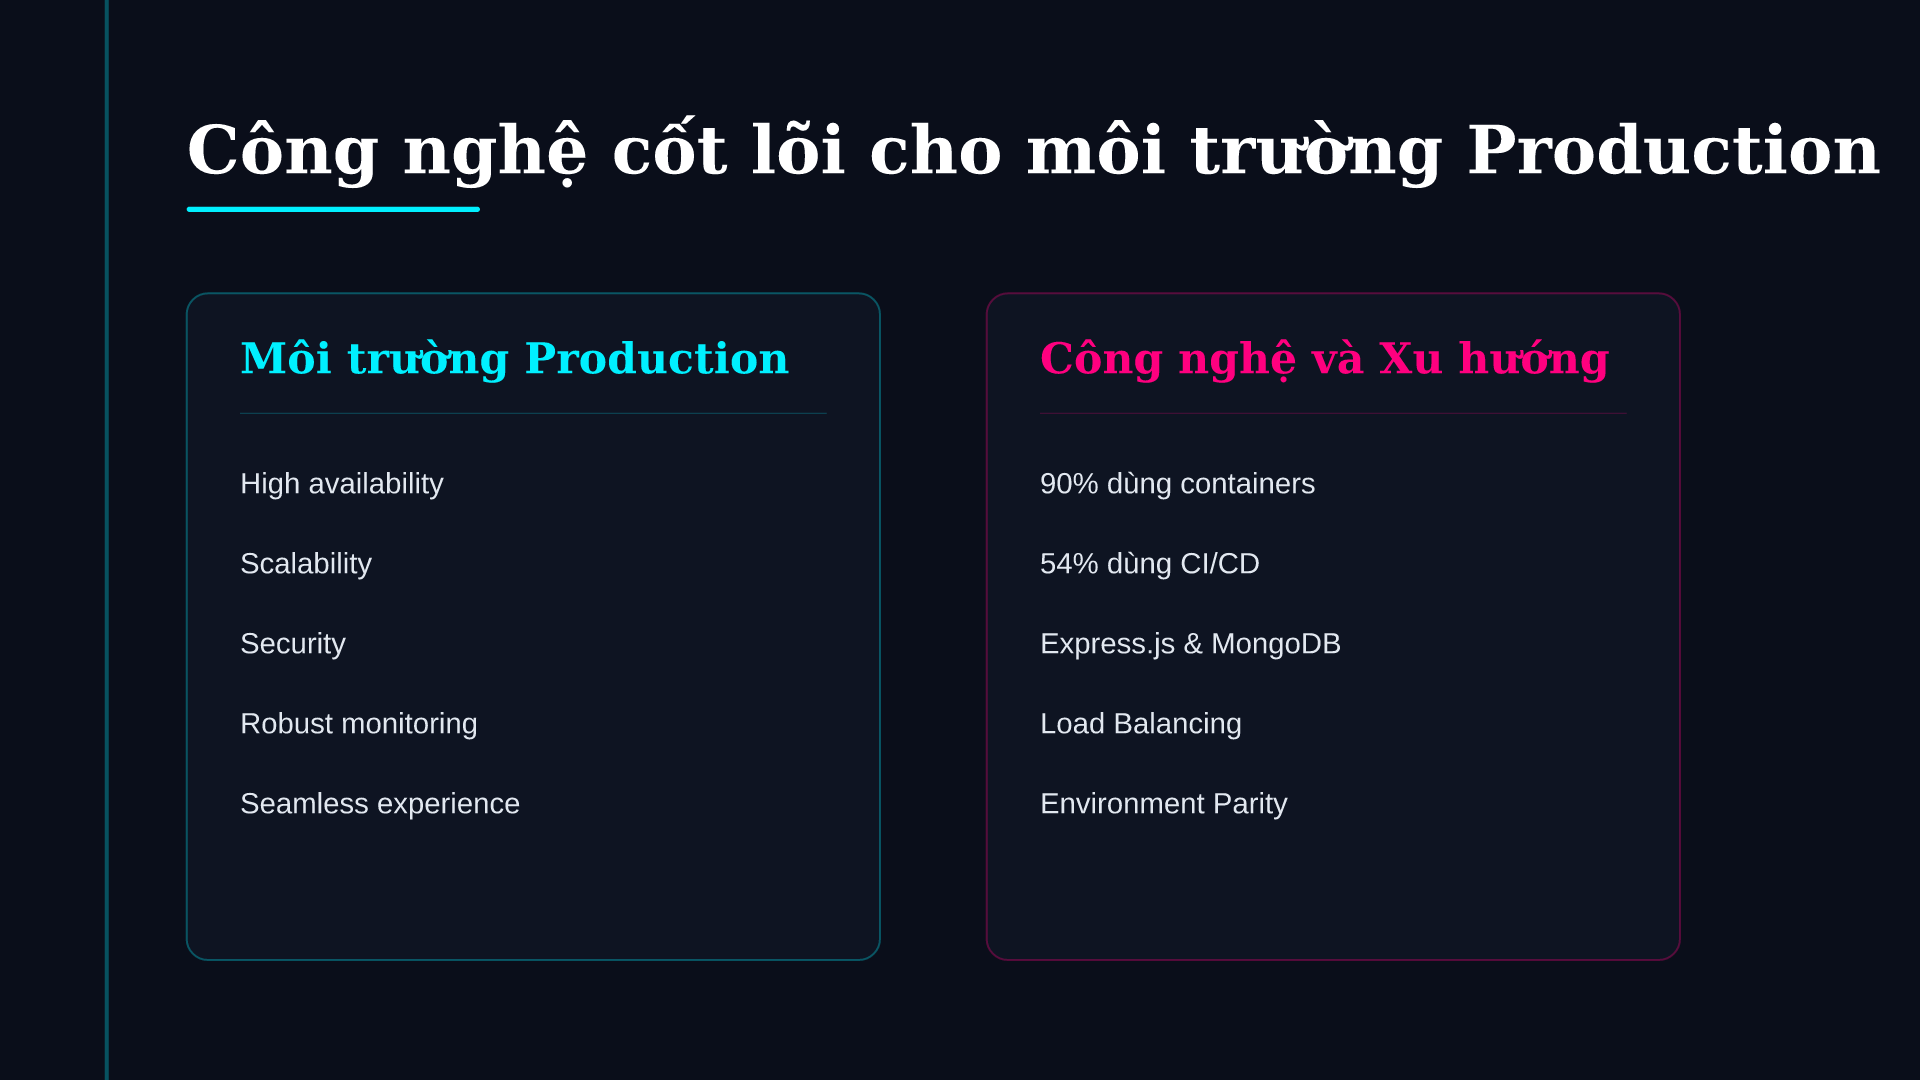 Công nghệ cốt lõi cho môi trường Production
Môi trường Production
High availability
Scalability
Security
Robust monitoring
Seamless experience
Công nghệ và Xu hướng
90% dùng containers
54% dùng CI/CD
Express.js & MongoDB
Load Balancing
Environment Parity